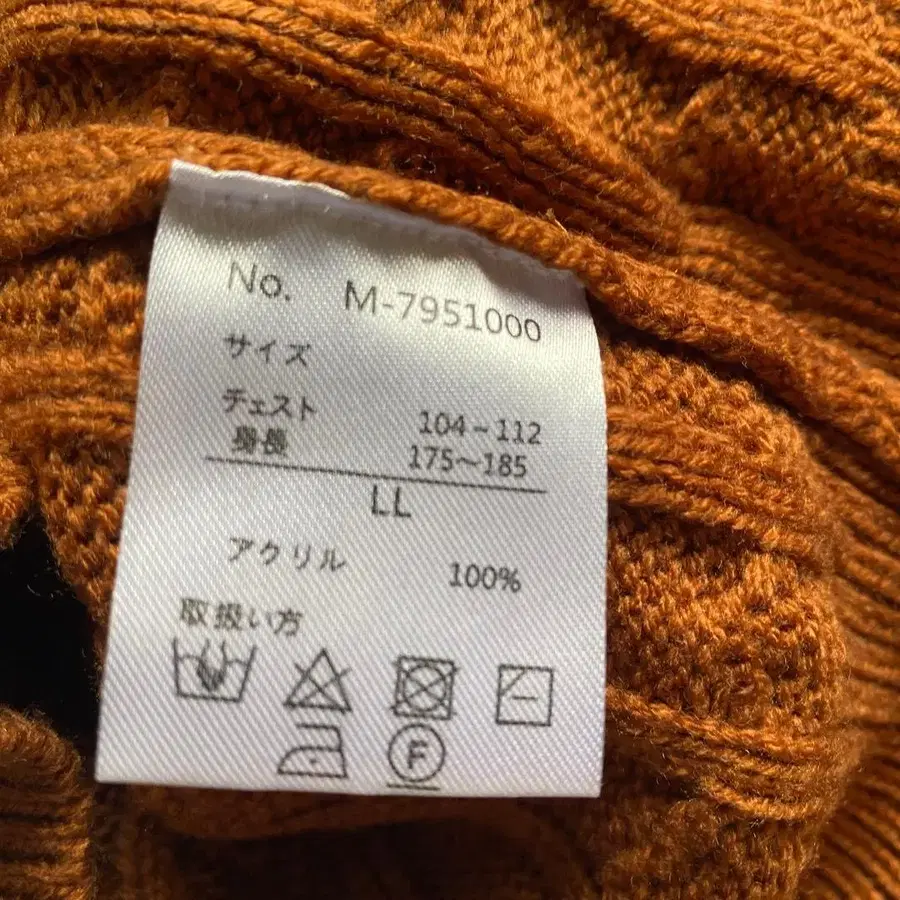 No. M-7951000
サイズ
チェスト 104～112
身長 175～185
LL
アクリル 100%
取扱い方
F